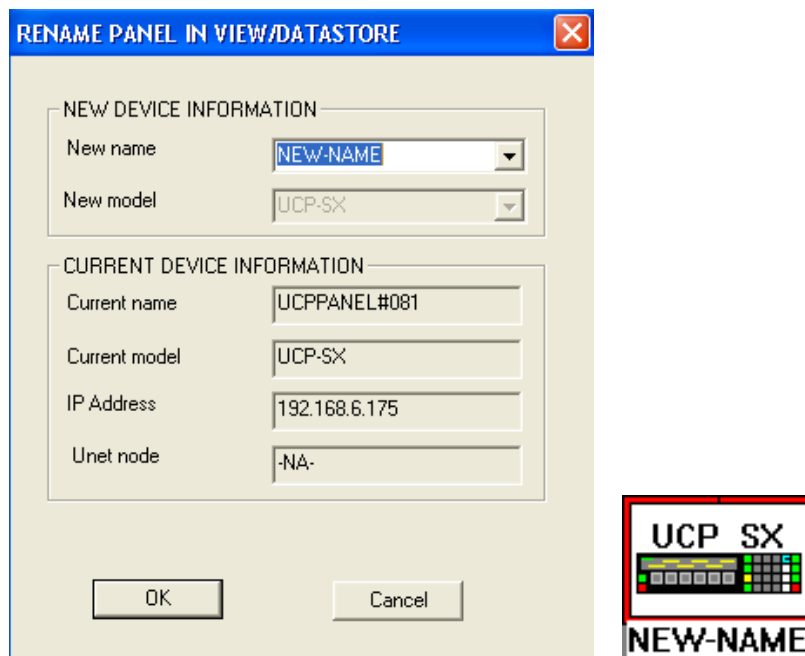 RENAME PANEL IN VIEW/DATASTORE
NEW DEVICE INFORMATION
New name NEW-NAME
New model UCP-SX
CURRENT DEVICE INFORMATION
Current name UCPPANEL#081
Current model UCP-SX
IP Address 192.168.6.175
Unet node -NA-
OK Cancel
UCP SX
NEW-NAME